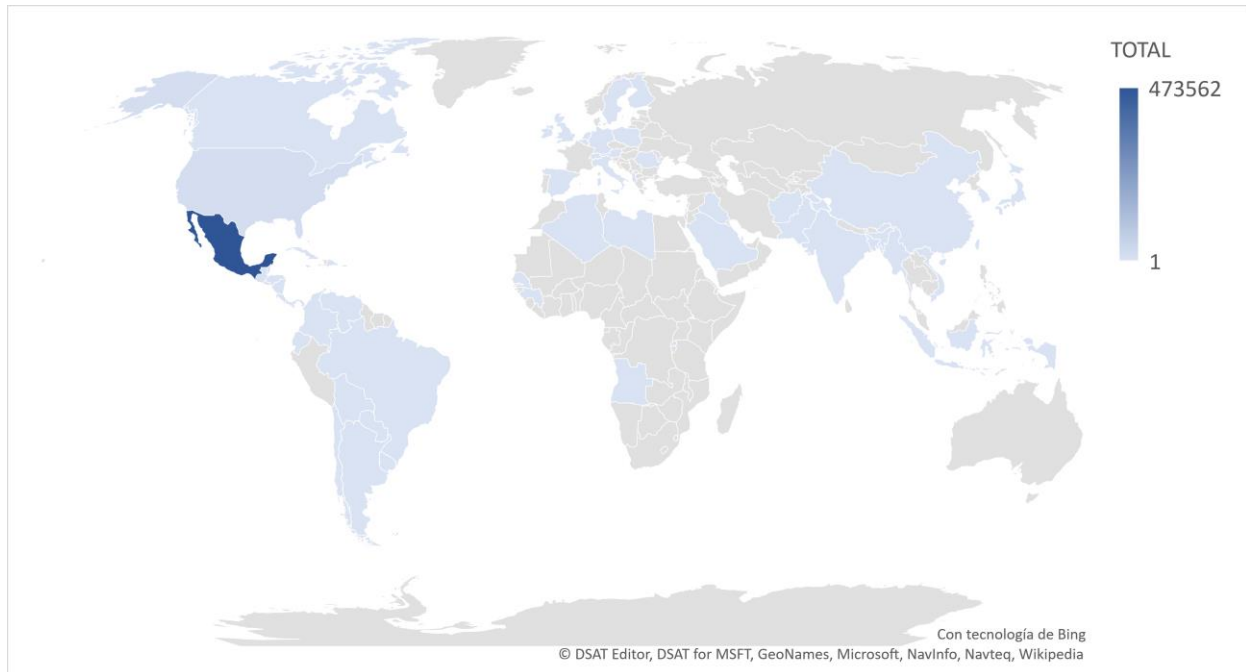 TOTAL
473562
1
Con tecnología de Bing
© DSAT Editor, DSAT for MSFT, GeoNames, Microsoft, NavInfo, Navteq, Wikipedia